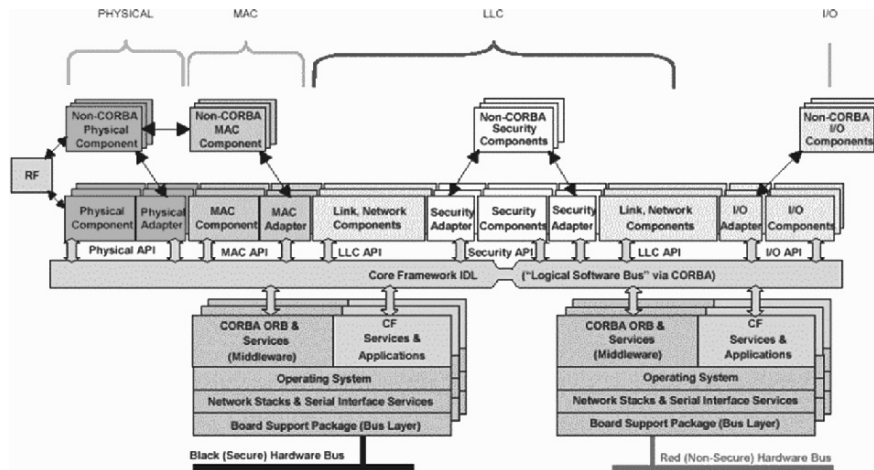 PHYSICAL
MAC
LLC
I/O
Non-CORBA
Physical
Component
Non-CORBA
MAC
Component
Non-CORBA
Security
Components
Non-CORBA
I/O
Components
RF
Physical
Component
Physical
Adapter
MAC
Component
MAC
Adapter
Link, Network
Components
Security
Adapter
Security
Components
Security
Adapter
Link, Network
Components
I/O
Adapter
I/O
Components
Physical API
MAC API
LLC API
Security API
LLC API
I/O API
Core Framework IDL
("Logical Software Bus" via CORBA)
CORBA ORB &
Services
(Middleware)
CF
Services &
Applications
Operating System
Network Stacks & Serial Interface Services
Board Support Package (Bus Layer)
Black (Secure) Hardware Bus
CORBA ORB &
Services
(Middleware)
CF
Services &
Applications
Operating System
Network Stacks & Serial Interface Services
Board Support Package (Bus Layer)
Red (Non-Secure) Hardware Bus